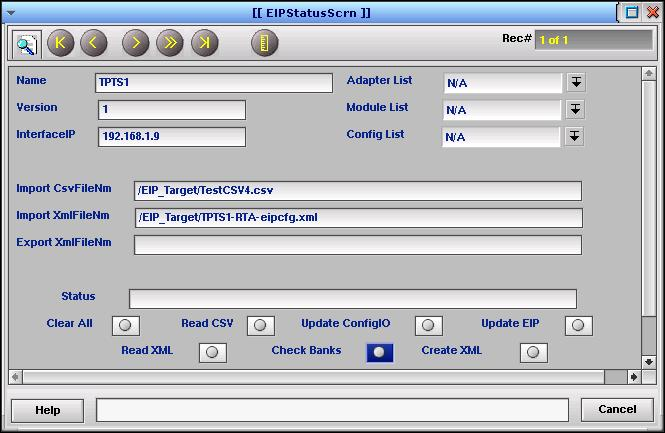 [[ EIPStatusScrn ]]
Rec# 1 of 1
Name TPTS1 Adapter List N/A
Version 1 Module List N/A
InterfaceIP 192.168.1.9 Config List N/A
Import CsvFileNm /EIP_Target/TestCSV4.csv
Import XmlFileNm /EIP_Target/TPTS1-RTA-eipcfg.xml
Export XmlFileNm
Status
Clear All Read CSV Update ConfigIO Update EIP
Read XML Check Banks Create XML
Help Cancel